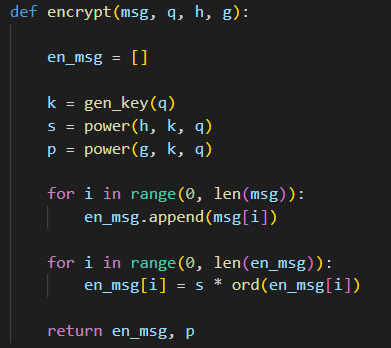 def encrypt(msg, q, h, g):
en_msg = []
k = gen_key(q)
s = power(h, k, q)
p = power(g, k, q)
for i in range(0, len(msg)):
en_msg.append(msg[i])
for i in range(0, len(en_msg)):
en_msg[i] = s * ord(en_msg[i])
return en_msg, p